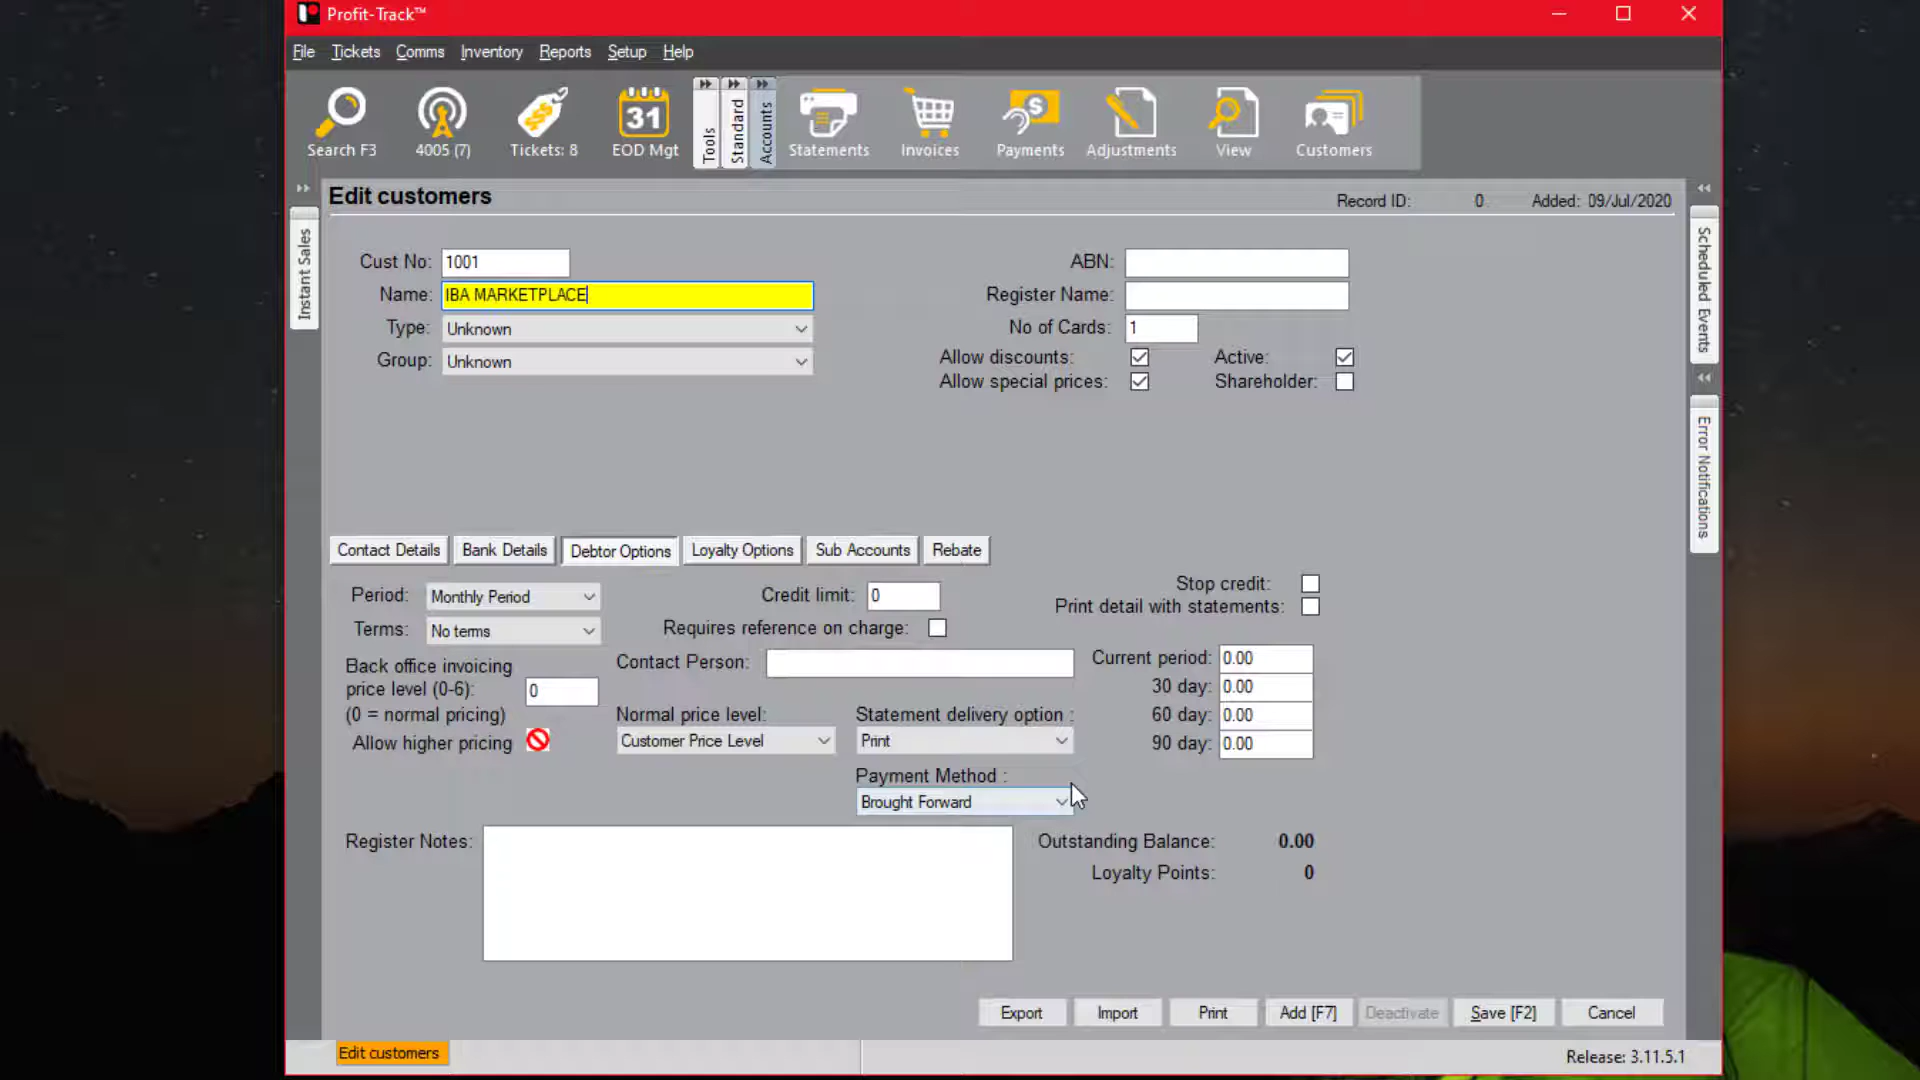 Profit-Track™
File Tickets Comms Inventory Reports Setup Help
31
Search F3 4005 (7) Tickets: 8 EOD Mgt Tools Standard Accounts Statements Invoices Payments Adjustments View Customers
Edit customers
Record ID: 0 Added: 09/Jul/2020
Instant Sales
Scheduled Events
Error Notifications
Cust No: 1001 ABN:
Name: IBA MARKETPLACE Register Name:
Type: Unknown No of Cards: 1
Group: Unknown Allow discounts: Active:
Allow special prices: Shareholder:
Contact Details Bank Details Debtor Options Loyalty Options Sub Accounts Rebate
Period: Monthly Period Credit limit: 0 Stop credit:
Print detail with statements:
Terms: No terms Requires reference on charge:
Back office invoicing Contact Person: Current period: 0.00
price level (0-6): 0 30 day: 0.00
(0 = normal pricing) Normal price level: Statement delivery option : 60 day: 0.00
Allow higher pricing Customer Price Level Print 90 day: 0.00
Payment Method :
Brought Forward
Register Notes: Outstanding Balance: 0.00
Loyalty Points: 0
Export Import Print Add [F7] Deactivate Save [F2] Cancel
Edit customers Release: 3.11.5.1